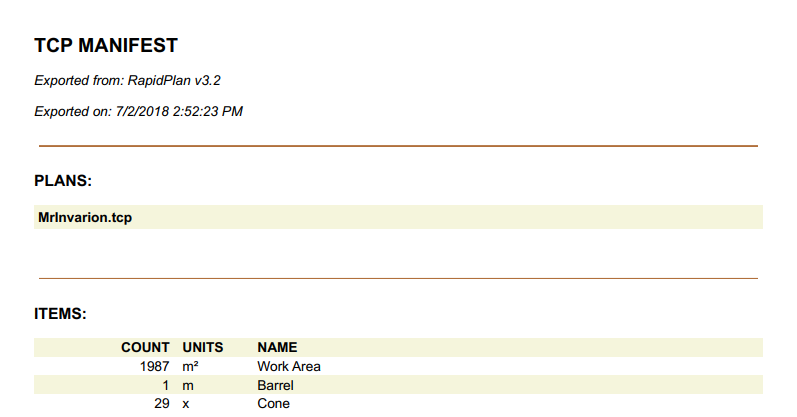 TCP MANIFEST
Exported from: RapidPlan v3.2
Exported on: 7/2/2018 2:52:23 PM
PLANS:
MrInvarion.tcp
ITEMS:
COUNT UNITS NAME
1987 m² Work Area
1 m Barrel
29 x Cone